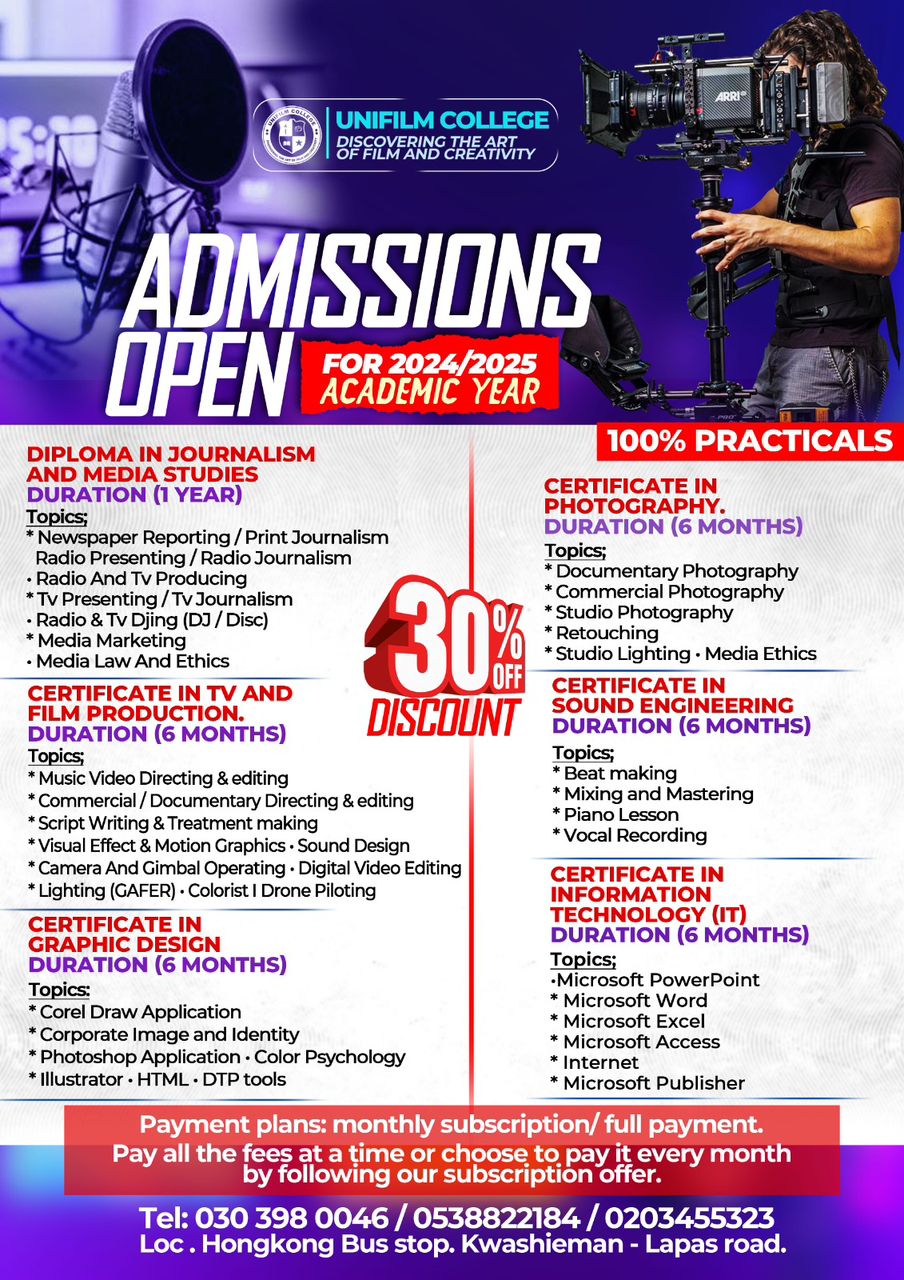 UNIFILM COLLEGE
DISCOVERING THE ART
OF FILM AND CREATIVITY
ARRI
ADMISSIONS
OPEN
FOR 2024/2025
ACADEMIC YEAR
100% PRACTICALS
DIPLOMA IN JOURNALISM
AND MEDIA STUDIES
DURATION (1 YEAR)
Topics;
* Newspaper Reporting / Print Journalism
Radio Presenting / Radio Journalism
• Radio And Tv Producing
* Tv Presenting / Tv Journalism
• Radio & Tv Djing (DJ / Disc)
* Media Marketing
• Media Law And Ethics
CERTIFICATE IN TV AND
FILM PRODUCTION.
DURATION (6 MONTHS)
Topics;
* Music Video Directing & editing
* Commercial / Documentary Directing & editing
* Script Writing & Treatment making
* Visual Effect & Motion Graphics • Sound Design
* Camera And Gimbal Operating • Digital Video Editing
* Lighting (GAFER) • Colorist I Drone Piloting
CERTIFICATE IN
GRAPHIC DESIGN
DURATION (6 MONTHS)
Topics:
* Corel Draw Application
* Corporate Image and Identity
* Photoshop Application • Color Psychology
* Illustrator • HTML • DTP tools
30% OFF
DISCOUNT
CERTIFICATE IN
PHOTOGRAPHY.
DURATION (6 MONTHS)
Topics;
* Documentary Photography
* Commercial Photography
* Studio Photography
* Retouching
* Studio Lighting • Media Ethics
CERTIFICATE IN
SOUND ENGINEERING
DURATION (6 MONTHS)
Topics;
* Beat making
* Mixing and Mastering
* Piano Lesson
* Vocal Recording
CERTIFICATE IN
INFORMATION
TECHNOLOGY (IT)
DURATION (6 MONTHS)
Topics;
•Microsoft PowerPoint
* Microsoft Word
* Microsoft Excel
* Microsoft Access
* Internet
* Microsoft Publisher
Payment plans: monthly subscription/ full payment.
Pay all the fees at a time or choose to pay it every month
by following our subscription offer.
Tel: 030 398 0046 / 0538822184 / 0203455323
Loc . Hongkong Bus stop. Kwashieman - Lapas road.